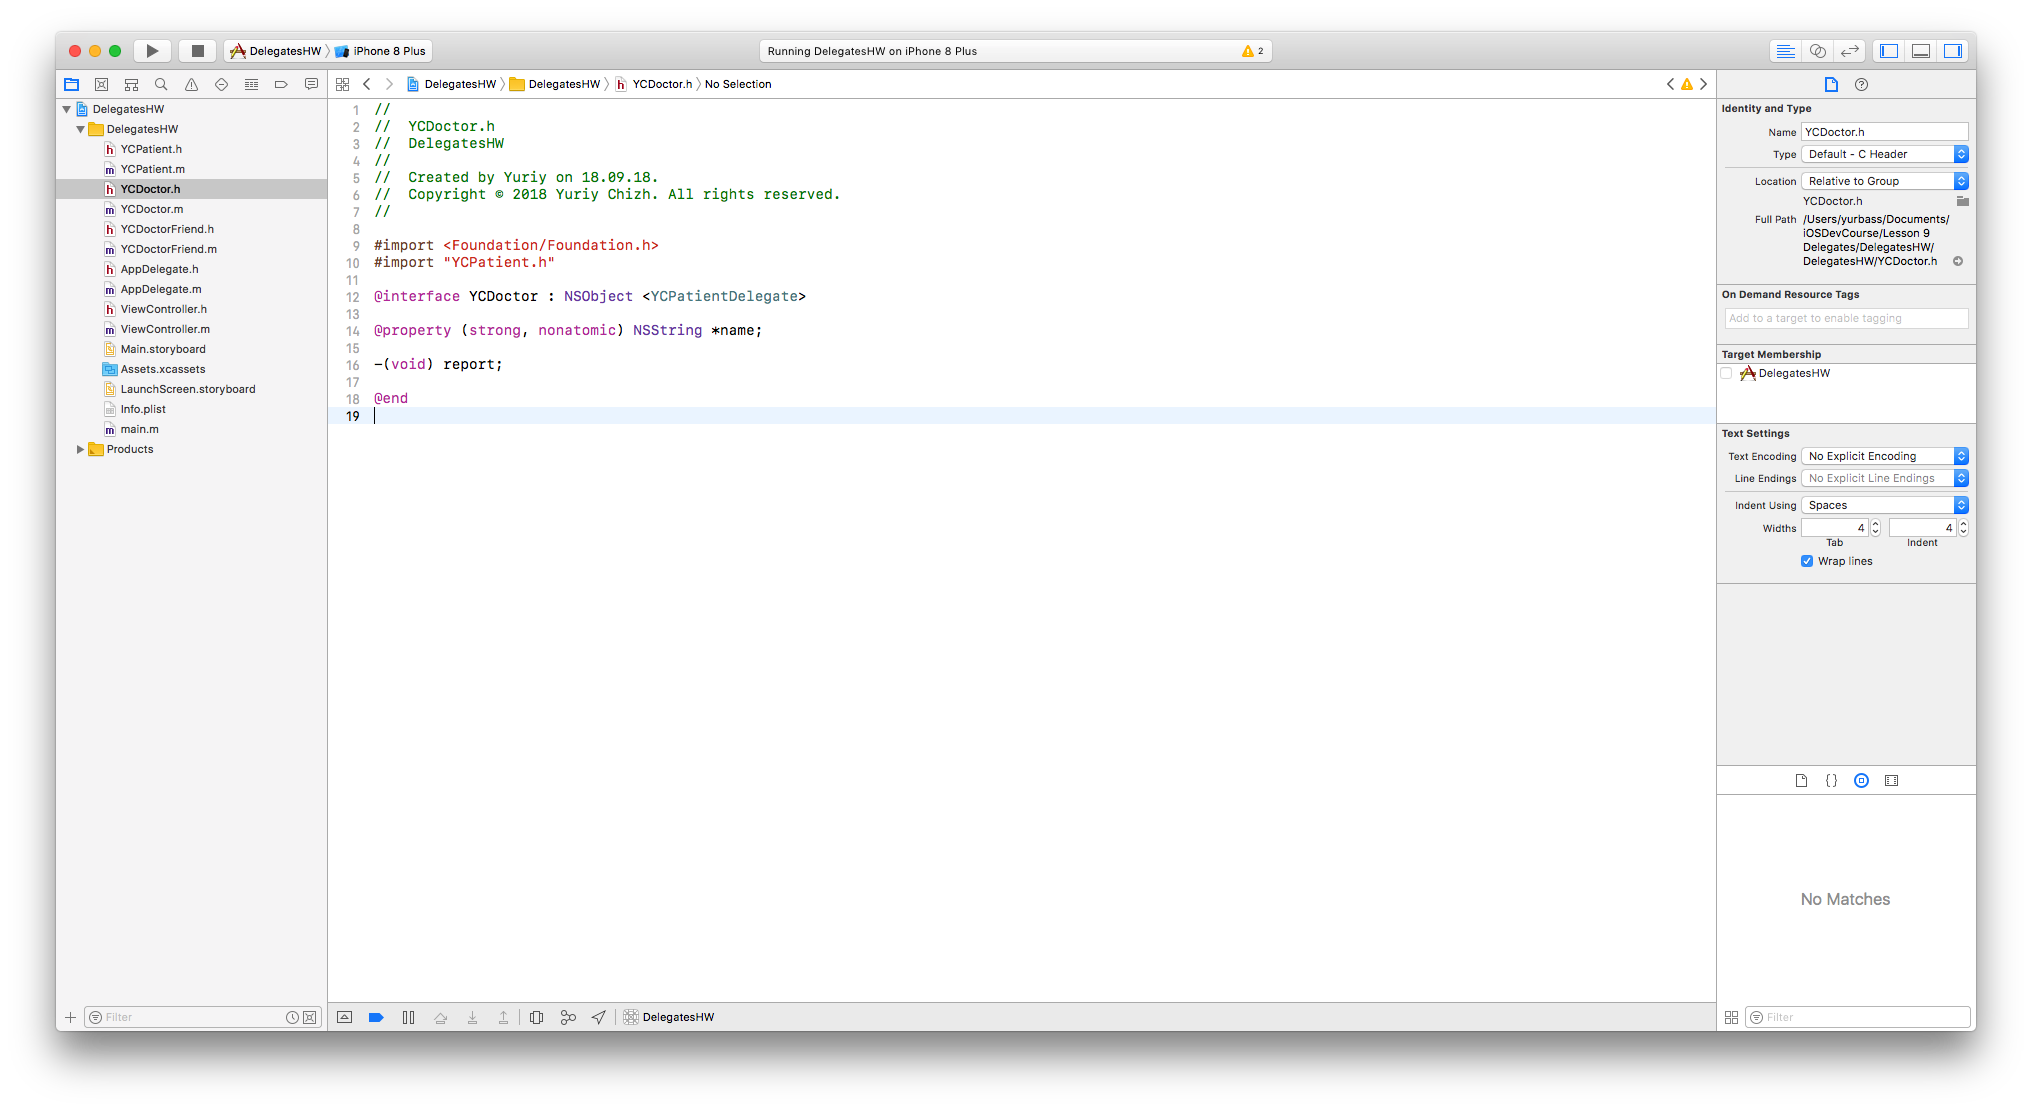 DelegatesHW iPhone 8 Plus
Running DelegatesHW on iPhone 8 Plus
2
DelegatesHW
DelegatesHW
YCPatient.h
YCPatient.m
YCDoctor.h
YCDoctor.m
YCDoctorFriend.h
YCDoctorFriend.m
AppDelegate.h
AppDelegate.m
ViewController.h
ViewController.m
Main.storyboard
Assets.xcassets
LaunchScreen.storyboard
Info.plist
main.m
Products
Filter
DelegatesHW DelegatesHW YCDoctor.h No Selection
1 //
2 //  YCDoctor.h
3 //  DelegatesHW
4 //
5 //  Created by Yuriy on 18.09.18.
6 //  Copyright © 2018 Yuriy Chizh. All rights reserved.
7 //
8
9 #import <Foundation/Foundation.h>
10 #import "YCPatient.h"
11
12 @interface YCDoctor : NSObject <YCPatientDelegate>
13
14 @property (strong, nonatomic) NSString *name;
15
16 -(void) report;
17
18 @end
19
DelegatesHW
Identity and Type
Name YCDoctor.h
Type Default - C Header
Location Relative to Group
YCDoctor.h
Full Path /Users/yurbass/Documents/
iOSDevCourse/Lesson 9
Delegates/DelegatesHW/
DelegatesHW/YCDoctor.h
On Demand Resource Tags
Add to a target to enable tagging
Target Membership
DelegatesHW
Text Settings
Text Encoding No Explicit Encoding
Line Endings No Explicit Line Endings
Indent Using Spaces
Widths 4 4
Tab Indent
Wrap lines
No Matches
Filter